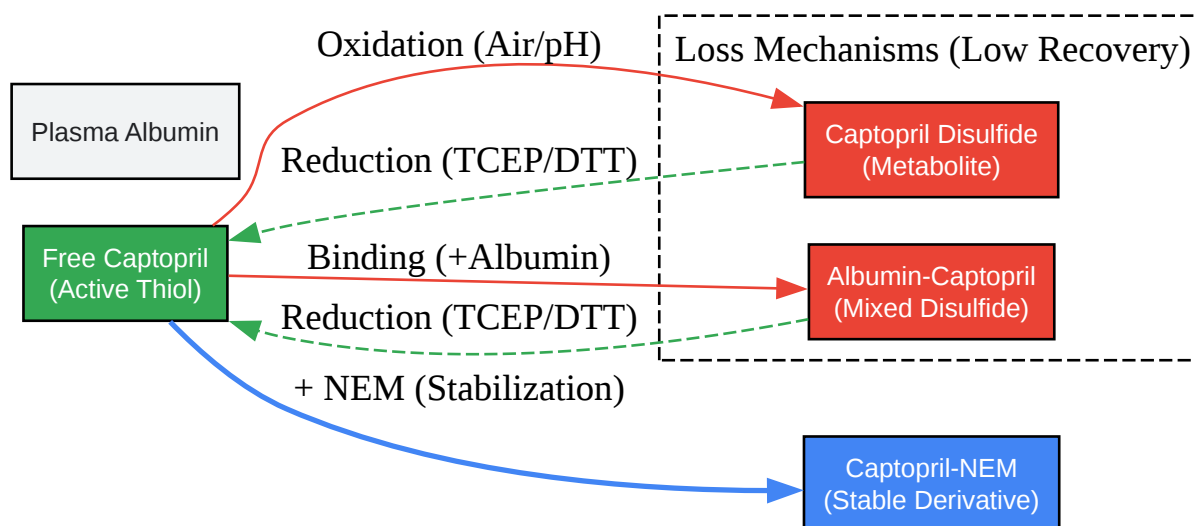 Oxidation (Air/pH)
Loss Mechanisms (Low Recovery)
Plasma Albumin
Captopril Disulfide
(Metabolite)
Reduction (TCEP/DTT)
Free Captopril
(Active Thiol)
Binding (+Albumin)
Albumin-Captopril
(Mixed Disulfide)
Reduction (TCEP/DTT)
+ NEM (Stabilization)
Captopril-NEM
(Stable Derivative)